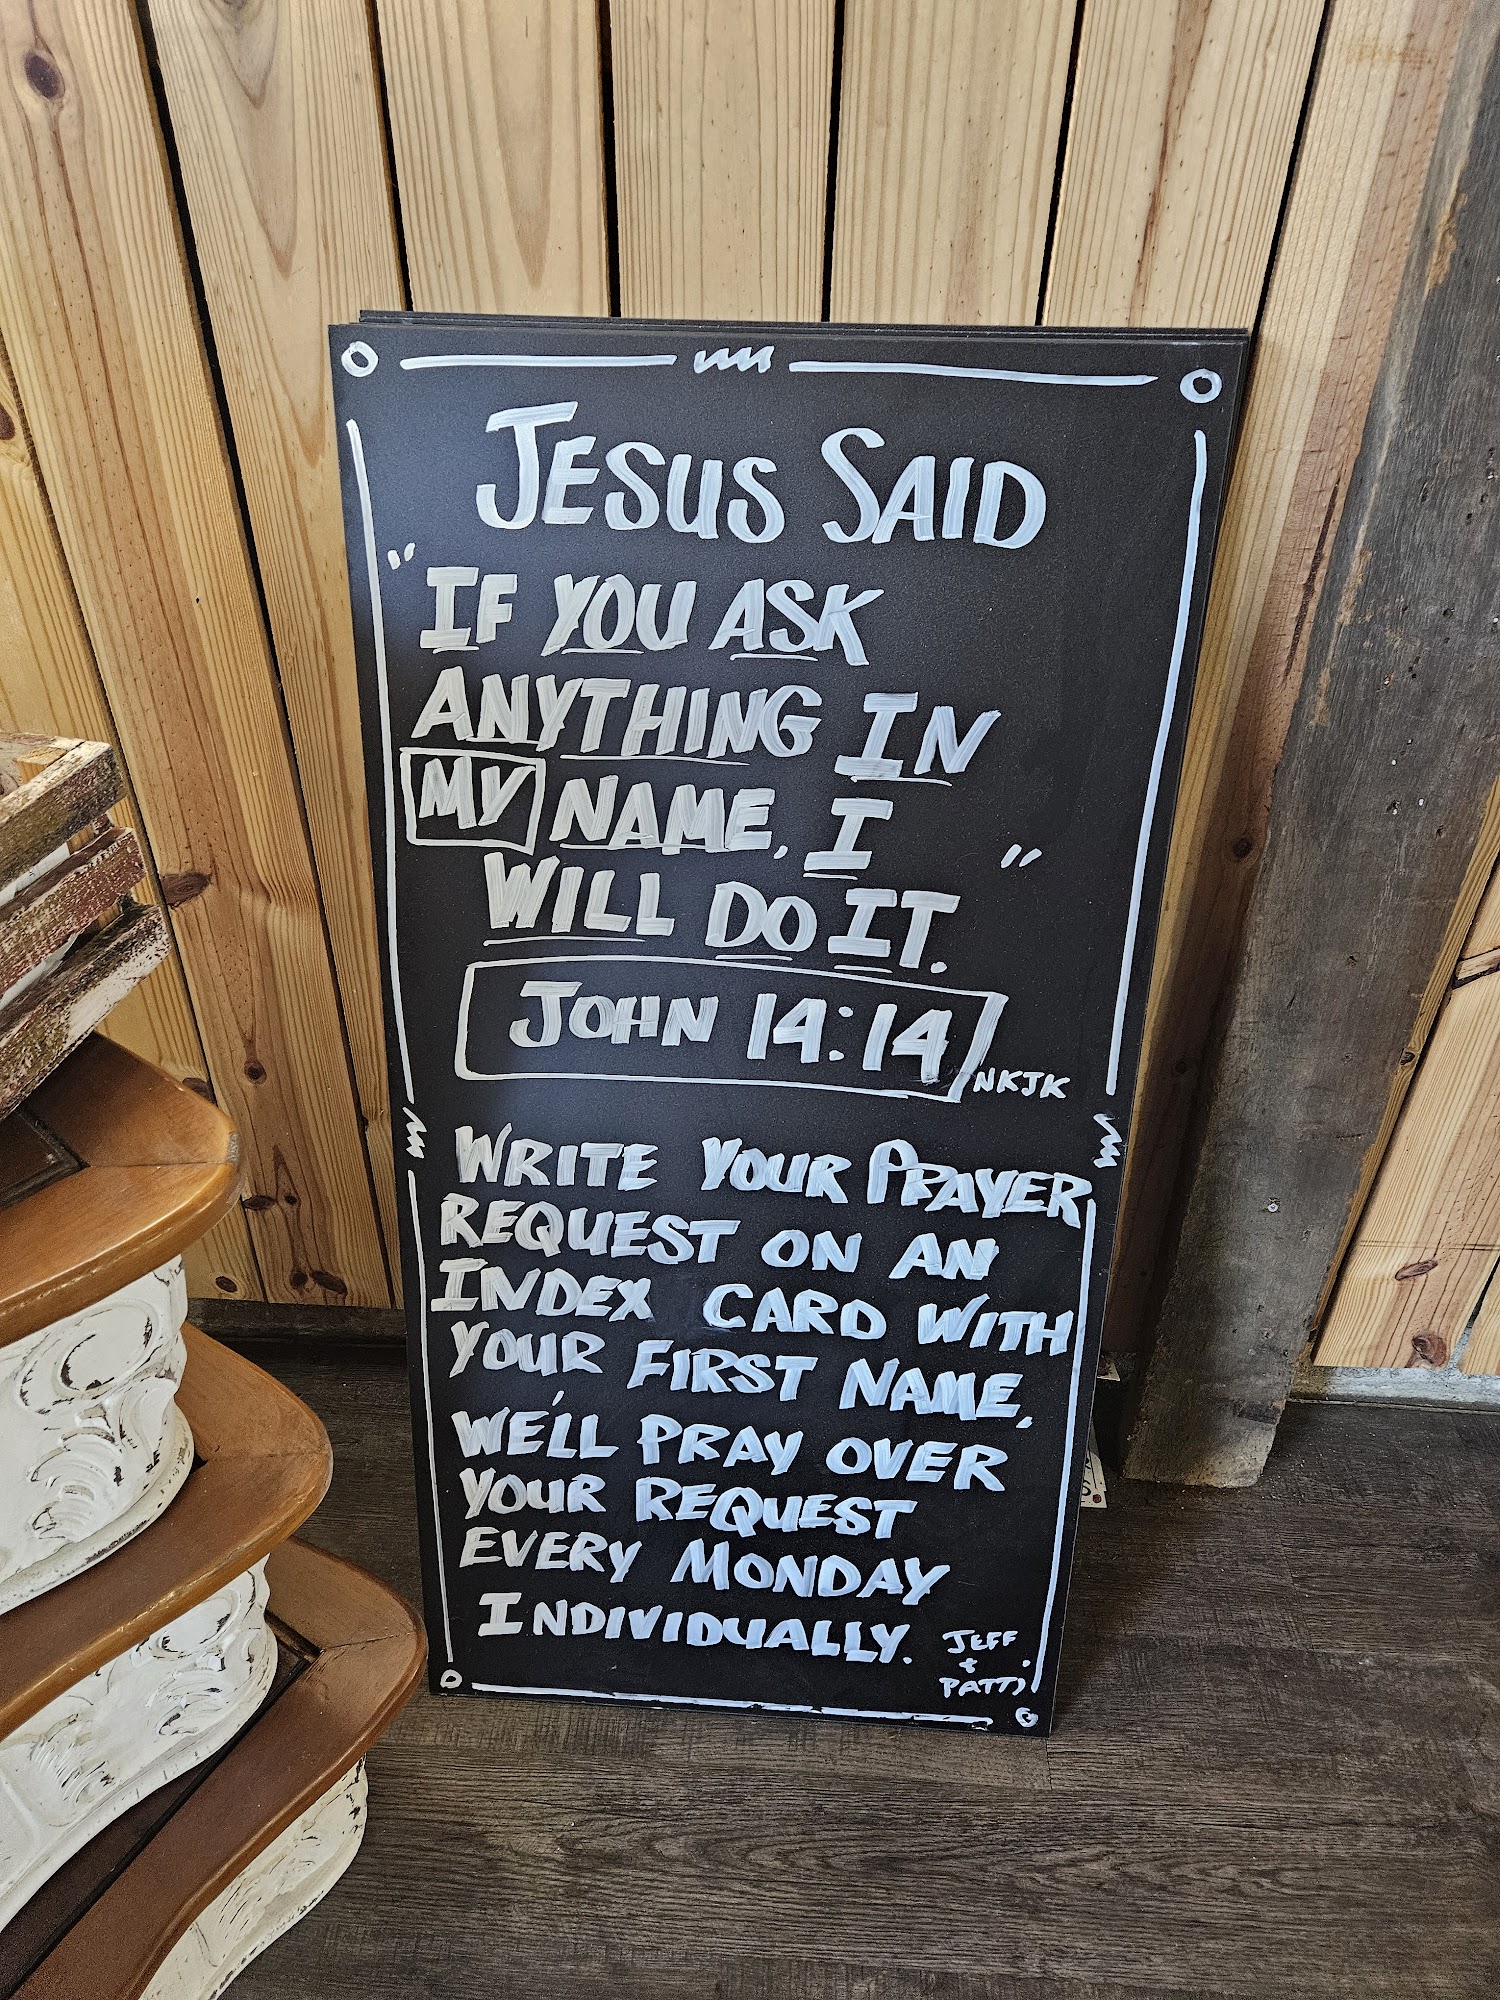 JESUS SAID
"IF YOU ASK
ANYTHING IN
MY NAME, I
WILL DO IT."
JOHN 14:14
NKJK
WRITE YOUR PRAYER
REQUEST ON AN
INDEX CARD WITH
YOUR FIRST NAME,
WE'LL PRAY OVER
YOUR REQUEST
EVERY MONDAY
INDIVIDUALLY.
JEFF
+
PATTI